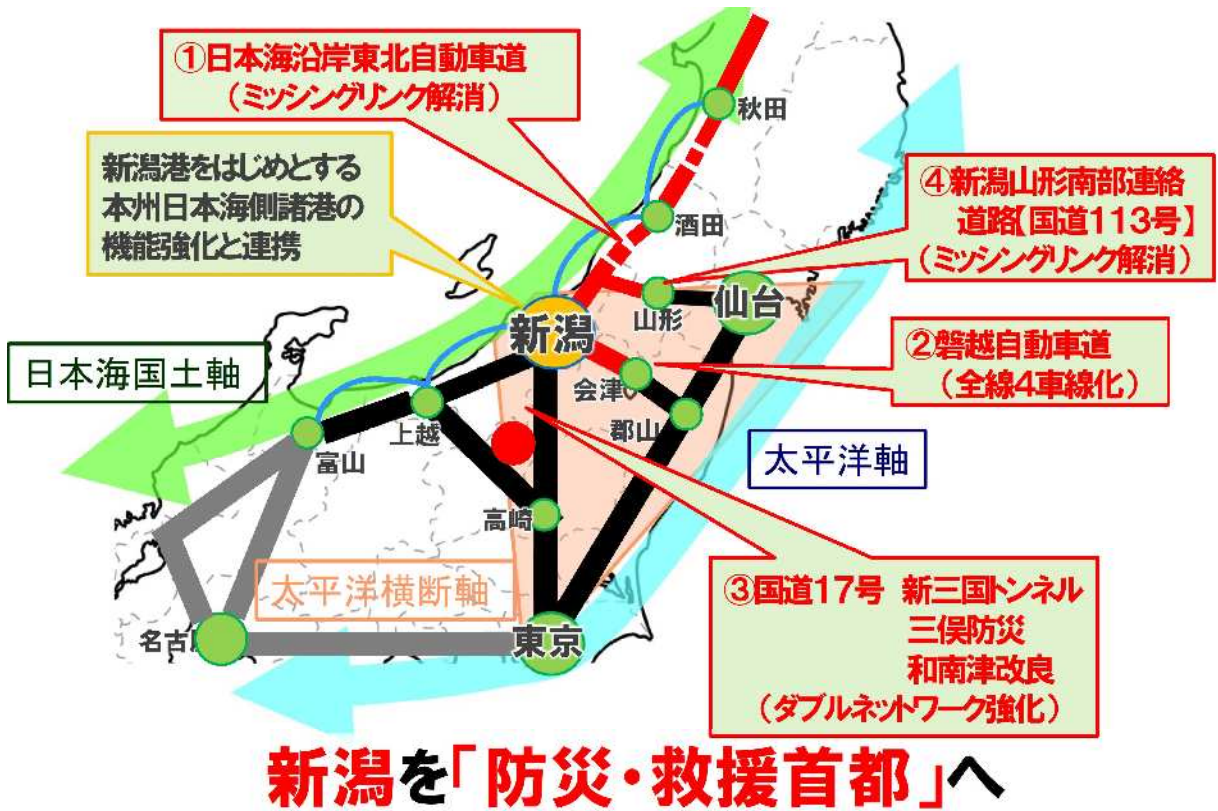 ①日本海沿岸東北自動車道
（ミッシングリンク解消）
新潟港をはじめとする
本州日本海側諸港の
機能強化と連携
秋田
酒田
④新潟山形南部連絡
道路【国道113号】
（ミッシングリンク解消）
仙台
山形
新潟
②磐越自動車道
（全線4車線化）
会津
郡山
日本海国土軸
上越
富山
太平洋軸
高崎
太平洋横断軸
③国道17号 新三国トンネル
三俣防災
和南津改良
（ダブルネットワーク強化）
名古
東京
新潟を「防災・救援首都」へ